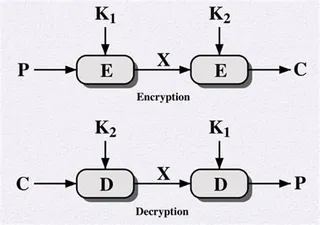 K1 K2
P E X E C
Encryption
K2 K1
C D X D P
Decryption